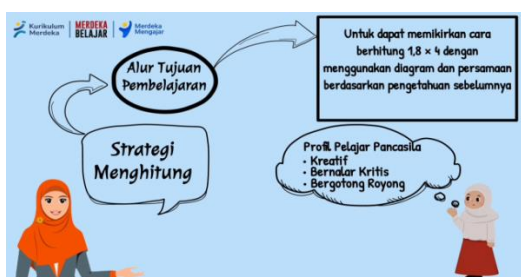 Kurikulum Merdeka
MERDEKA BELAJAR
Merdeka Mengajar
Alur Tujuan
Pembelajaran
Untuk dapat memikirkan cara
berhitung 1,8 × 4 dengan
menggunakan diagram dan persamaan
berdasarkan pengetahuan sebelumnya
Strategi
Menghitung
Profil Pelajar Pancasila
• Kreatif
• Bernalar Kritis
• Bergotong Royong